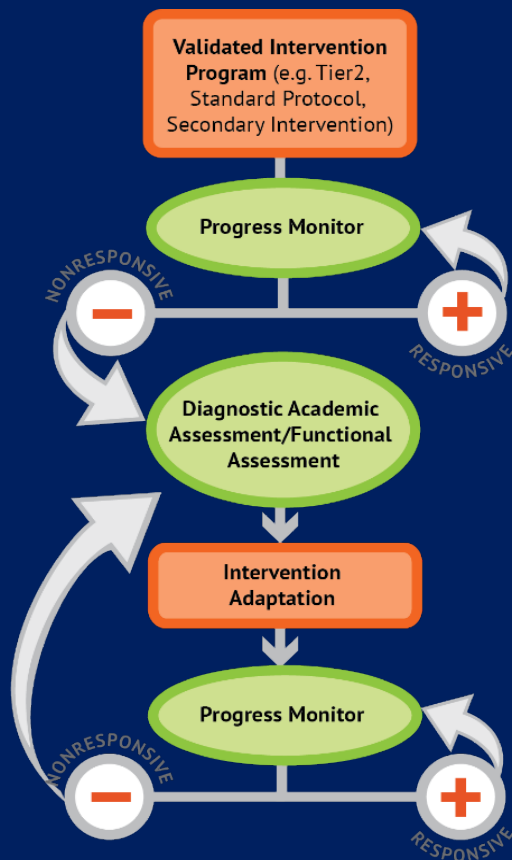 Validated Intervention
Program (e.g. Tier2,
Standard Protocol,
Secondary Intervention)
Progress Monitor
NONRESPONSIVE
RESPONSIVE
Diagnostic Academic
Assessment/Functional
Assessment
Intervention
Adaptation
Progress Monitor
NONRESPONSIVE
RESPONSIVE